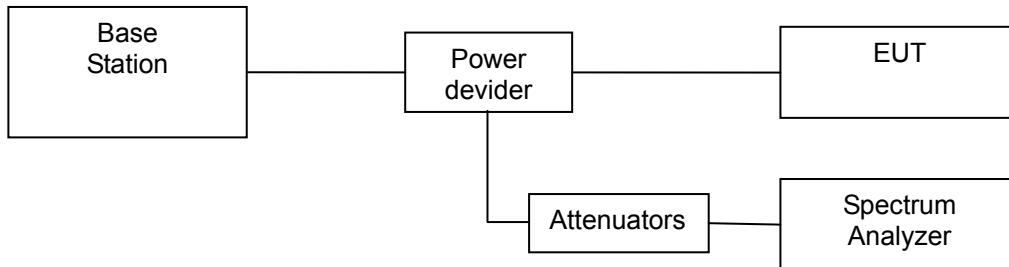 Base
Station
Power
devider
EUT
Attenuators
Spectrum
Analyzer